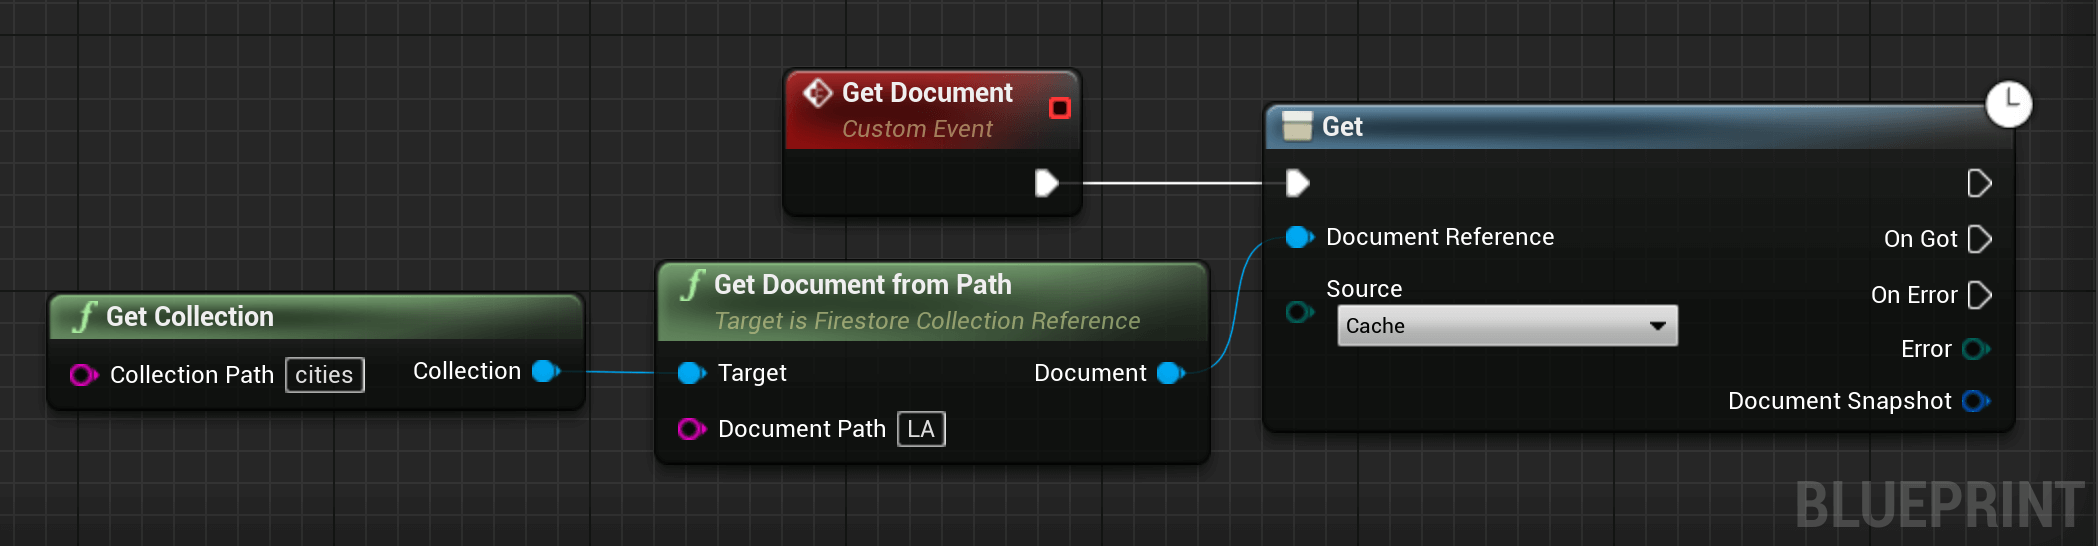 Get Document
Custom Event
Get
Document Reference
On Got
Source
Cache
On Error
Error
Document Snapshot
Get Document from Path
Target is Firestore Collection Reference
Target
Document
Document Path LA
Get Collection
Collection Path cities
Collection
BLUEPRINT